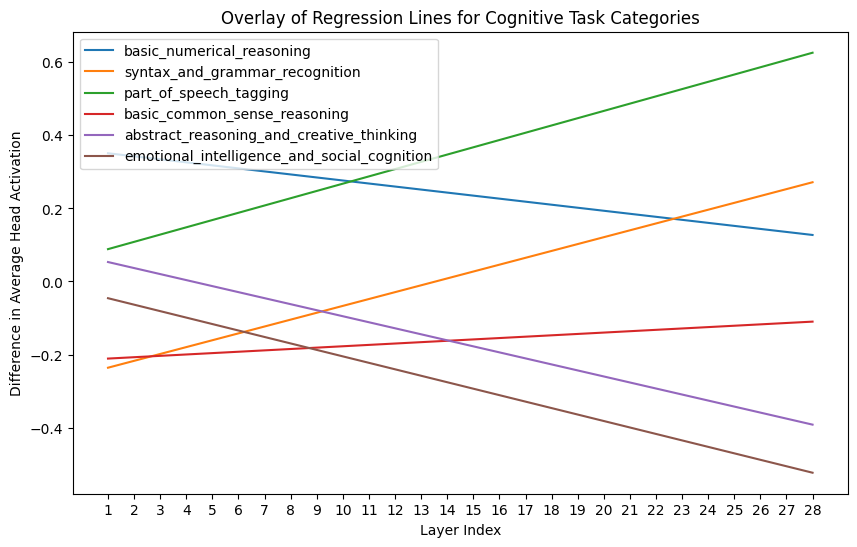 Overlay of Regression Lines for Cognitive Task Categories
basic_numerical_reasoning
syntax_and_grammar_recognition
part_of_speech_tagging
basic_common_sense_reasoning
abstract_reasoning_and_creative_thinking
emotional_intelligence_and_social_cognition
Difference in Average Head Activation
0.6
0.4
0.2
0.0
−0.2
−0.4
1 2 3 4 5 6 7 8 9 10 11 12 13 14 15 16 17 18 19 20 21 22 23 24 25 26 27 28
Layer Index